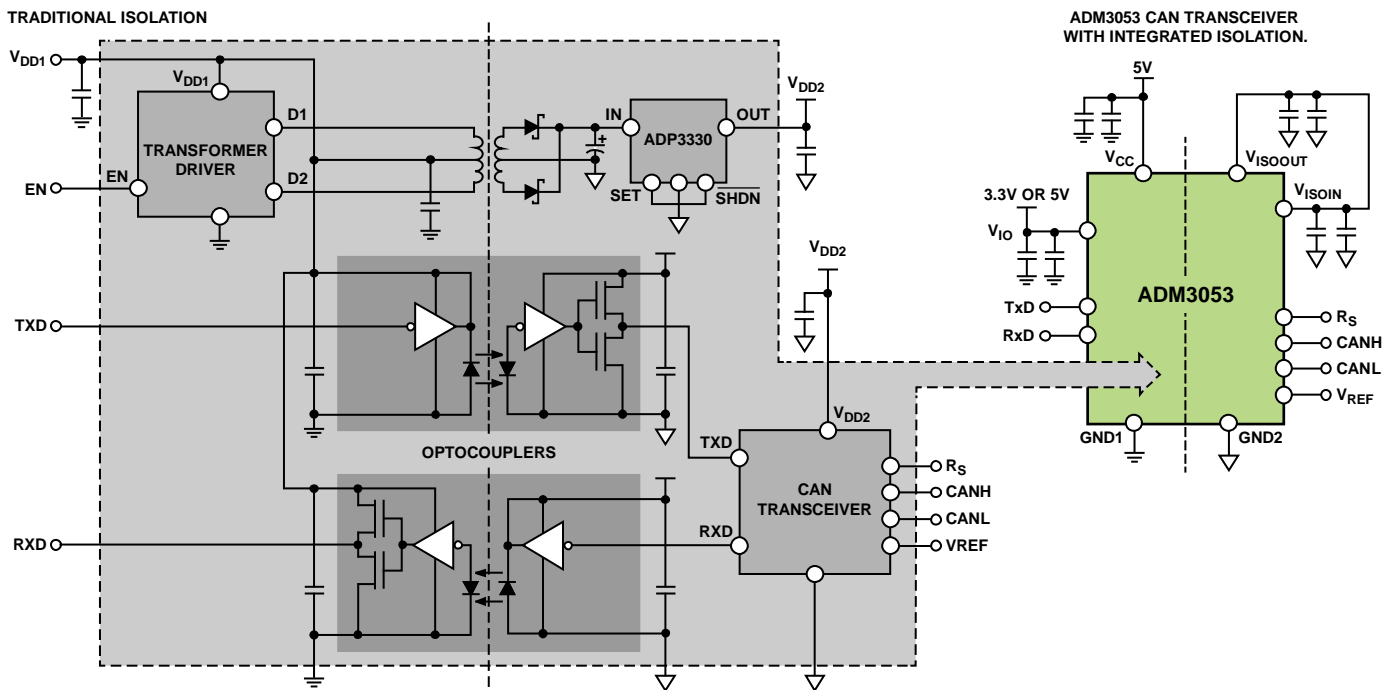 TRADITIONAL ISOLATION
ADM3053 CAN TRANSCEIVER
WITH INTEGRATED ISOLATION.
VDD1
VDD1
TRANSFORMER
DRIVER
D1
D2
EN
EN
IN
ADP3330
OUT
SET
SHDN
VDD2
5V
VCC
VISOOUT
VISOIN
3.3V OR 5V
VIO
ADM3053
TxD
RxD
RS
CANH
CANL
VREF
GND1
GND2
TXD
OPTOCOUPLERS
RXD
VDD2
VDD2
TXD
RXD
CAN
TRANSCEIVER
RS
CANH
CANL
VREF